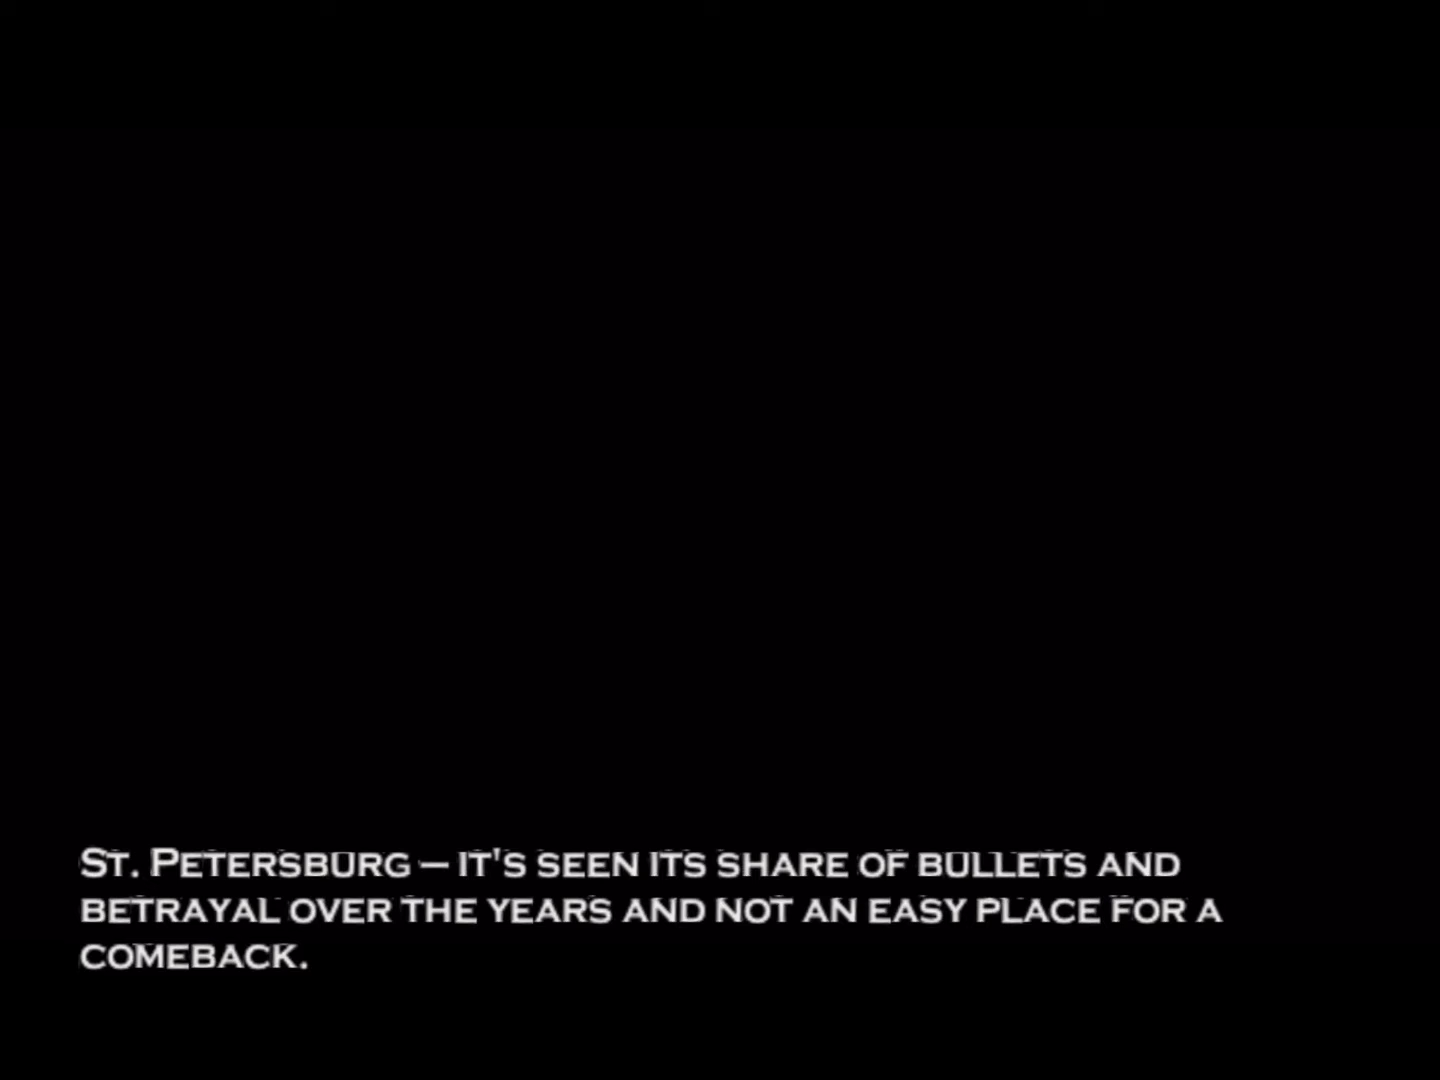 St. Petersburg – it's seen its share of bullets and
betrayal over the years and not an easy place for a
comeback.